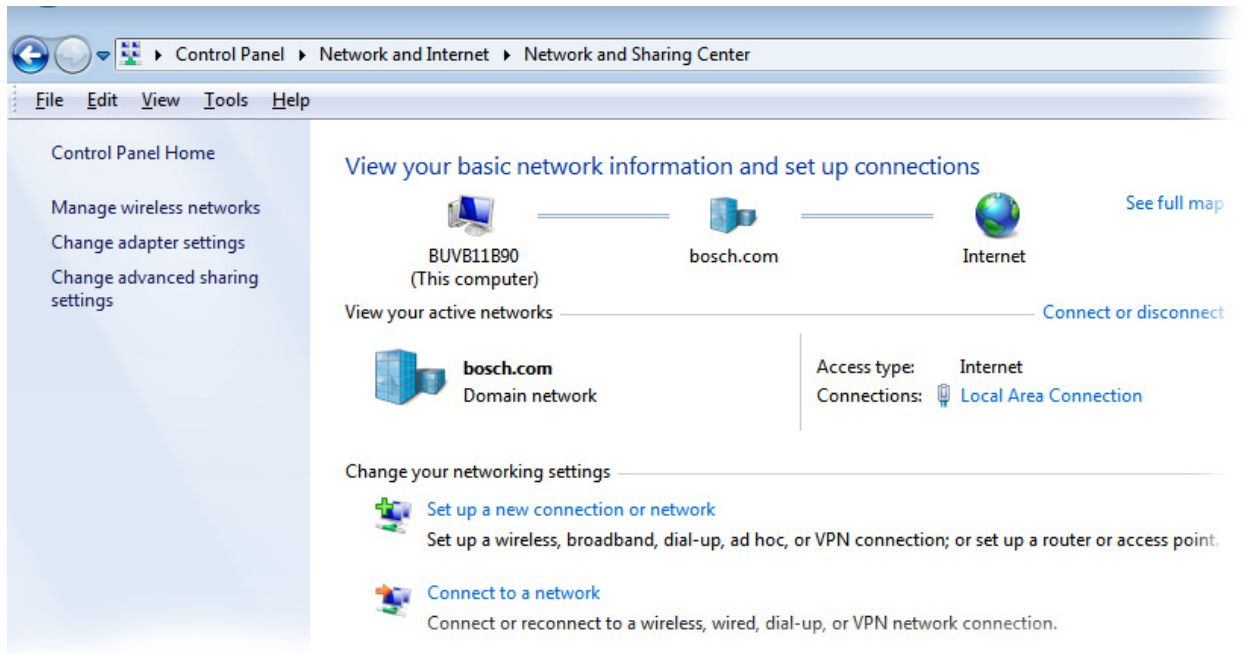 Control Panel Network and Internet Network and Sharing Center
File Edit View Tools Help
Control Panel Home
Manage wireless networks
Change adapter settings
Change advanced sharing
settings
View your basic network information and set up connections
See full map
BUVB11B90
(This computer)
bosch.com
Internet
View your active networks
Connect or disconnect
bosch.com
Domain network
Access type: Internet
Connections: Local Area Connection
Change your networking settings
Set up a new connection or network
Set up a wireless, broadband, dial-up, ad hoc, or VPN connection; or set up a router or access point.
Connect to a network
Connect or reconnect to a wireless, wired, dial-up, or VPN network connection.